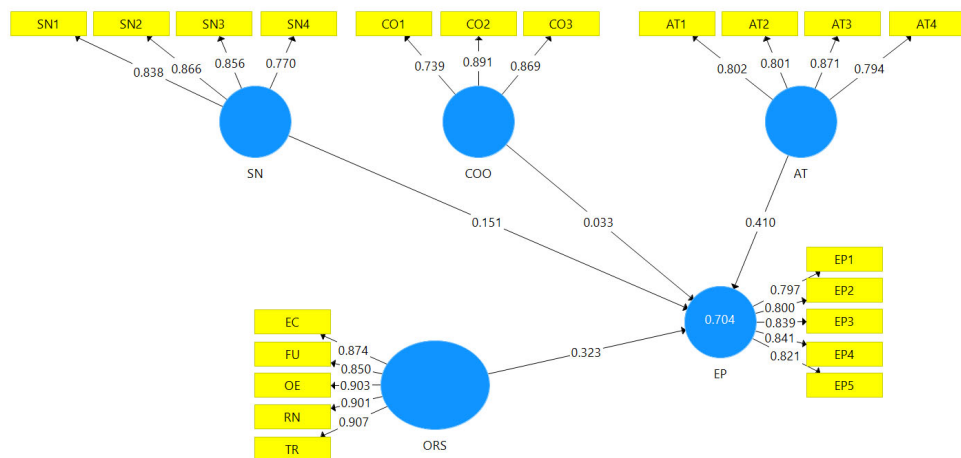 SN1 SN2 SN3 SN4 CO1 CO2 CO3 AT1 AT2 AT3 AT4
0.838 0.866 0.856 0.770 0.739 0.891 0.869 0.802 0.801 0.871 0.794
SN COO AT
0.151 0.033 0.410
EP1
0.797
EP2
0.800
0.704 0.839 EP3
0.841 EP4
0.821 EP5
EP
0.323
EC
0.874
FU
0.850
OE 0.903
0.901
RN
0.907
TR
ORS